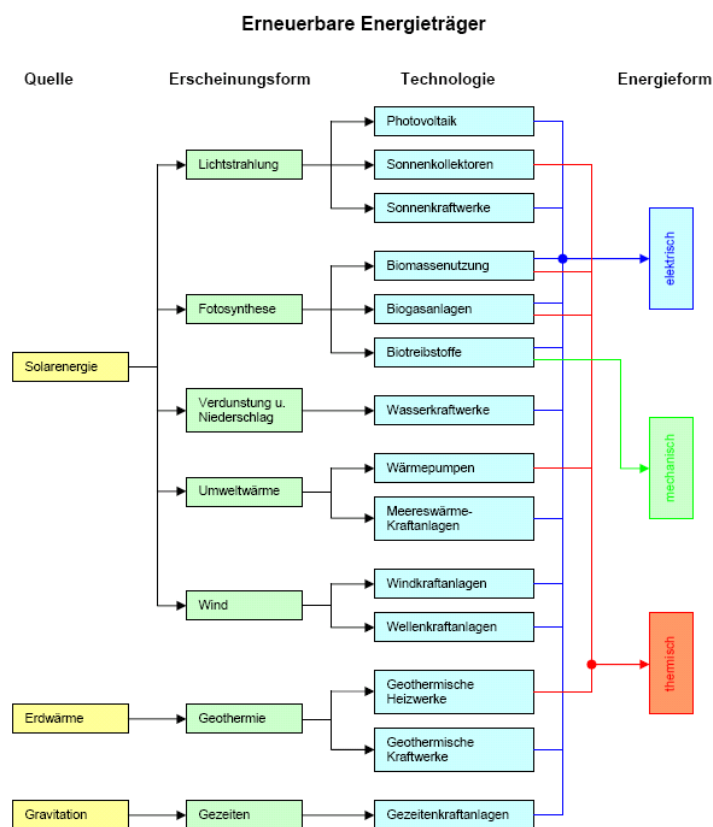 Erneuerbare Energieträger
Quelle
Erscheinungsform
Technologie
Energieform
Photovoltaik
Lichtstrahlung
Sonnenkollektoren
Sonnenkraftwerke
elektrisch
Biomassenutzung
Fotosynthese
Biogasanlagen
Biotreibstoffe
Solarenergie
Verdunstung u.
Niederschlag
Wasserkraftwerke
mechanisch
Wärmepumpen
Umweltwärme
Meereswärme-
Kraftanlagen
Windkraftanlagen
Wind
Wellenkraftanlagen
thermisch
Geothermische
Heizwerke
Erdwärme
Geothermie
Geothermische
Kraftwerke
Gravitation
Gezeiten
Gezeitenkraftanlagen